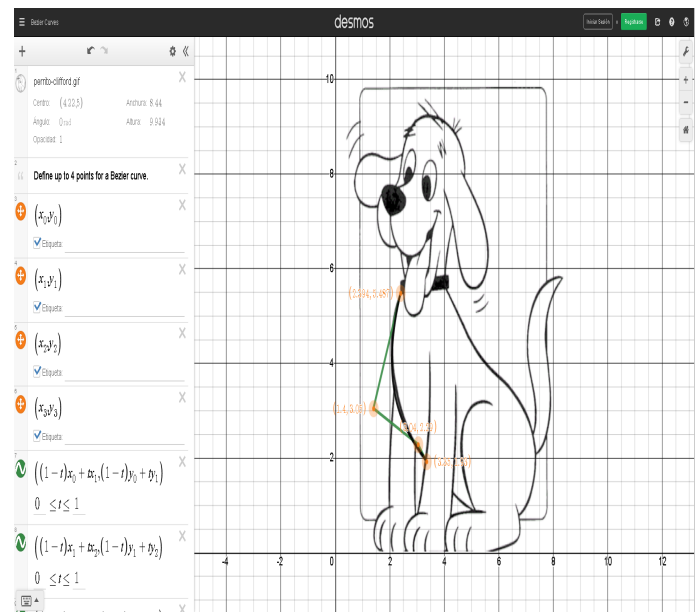 Bezier Curves
desmos
Iniciar Sesión
o
Regístrarse
perrito-clifford.gif
Centro: (4.22,5)
Anchura: 8.44
Ángulo: 0 rad
Altura: 9.924
Opacidad: 1
Define up to 4 points for a Bezier curve.
(x₀,y₀)
Etiqueta:
(x₁,y₁)
Etiqueta:
(x₂,y₂)
Etiqueta:
(x₃,y₃)
Etiqueta:
((1−t)x₀ + tx₁,(1−t)y₀ + ty₁)
0 ≤ t ≤ 1
((1−t)x₁ + tx₂,(1−t)y₁ + ty₂)
0 ≤ t ≤ 1
10
8
6
4
2
-4
-2
0
2
4
6
8
10
12